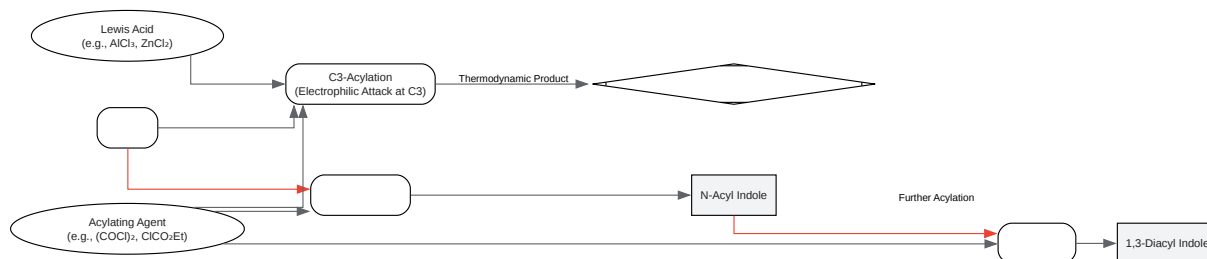 Lewis Acid
(e.g., AlCl₃, ZnCl₂)
C3-Acylation
(Electrophilic Attack at C3)
Thermodynamic Product
N-Acyl Indole
Further Acylation
Acylating Agent
(e.g., (COCl)₂, ClCO₂Et)
1,3-Diacyl Indole